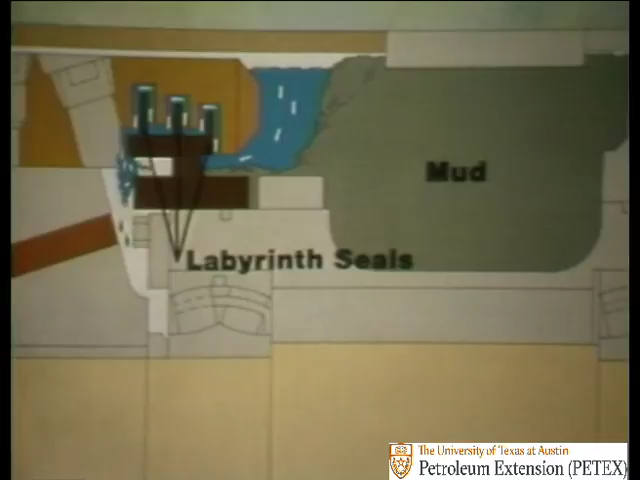 Mud
Labyrinth Seals
The University of Texas at Austin
Petroleum Extension (PETEX)